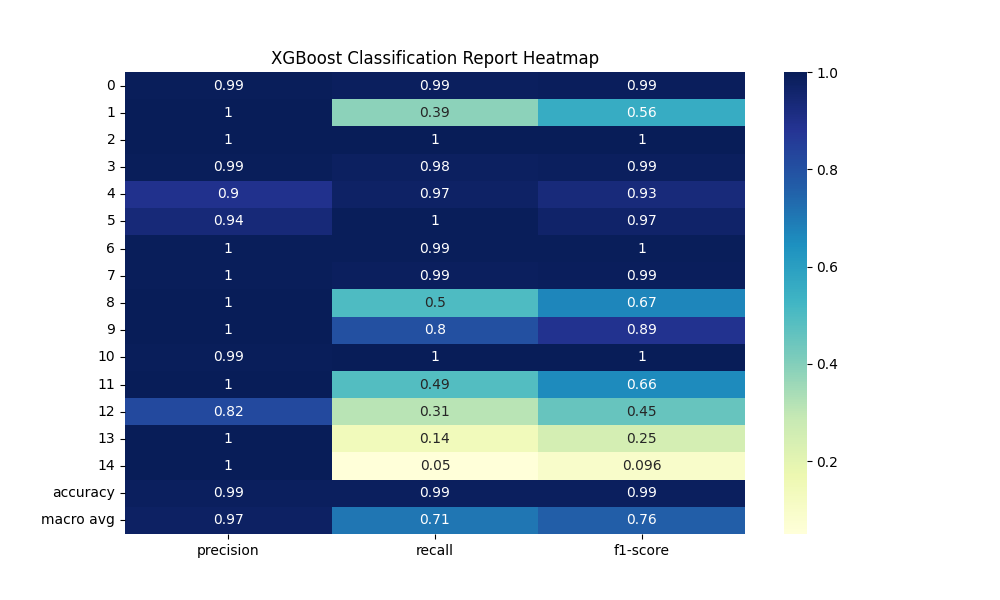 XGBoost Classification Report Heatmap
0 0.99 0.99 0.99
1 1 0.39 0.56
2 1 1 1
3 0.99 0.98 0.99
4 0.9 0.97 0.93
5 0.94 1 0.97
6 1 0.99 1
7 1 0.99 0.99
8 1 0.5 0.67
9 1 0.8 0.89
10 0.99 1 1
11 1 0.49 0.66
12 0.82 0.31 0.45
13 1 0.14 0.25
14 1 0.05 0.096
accuracy 0.99 0.99 0.99
macro avg 0.97 0.71 0.76
precision recall f1-score
1.0
0.8
0.6
0.4
0.2